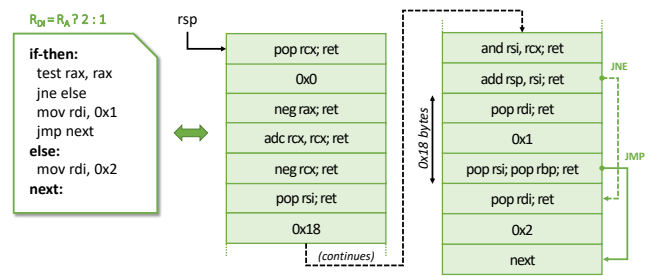 RDI = RA ? 2 : 1
if-then:
test rax, rax
jne else
mov rdi, 0x1
jmp next
else:
mov rdi, 0x2
next:
rsp
pop rcx; ret
0x0
neg rax; ret
adc rcx, rcx; ret
neg rcx; ret
pop rsi; ret
0x18
(continues)
and rsi, rcx; ret
add rsp, rsi; ret
pop rdi; ret
0x1
pop rsi; pop rbp; ret
pop rdi; ret
0x2
next
0x18 bytes
JNE
JMP